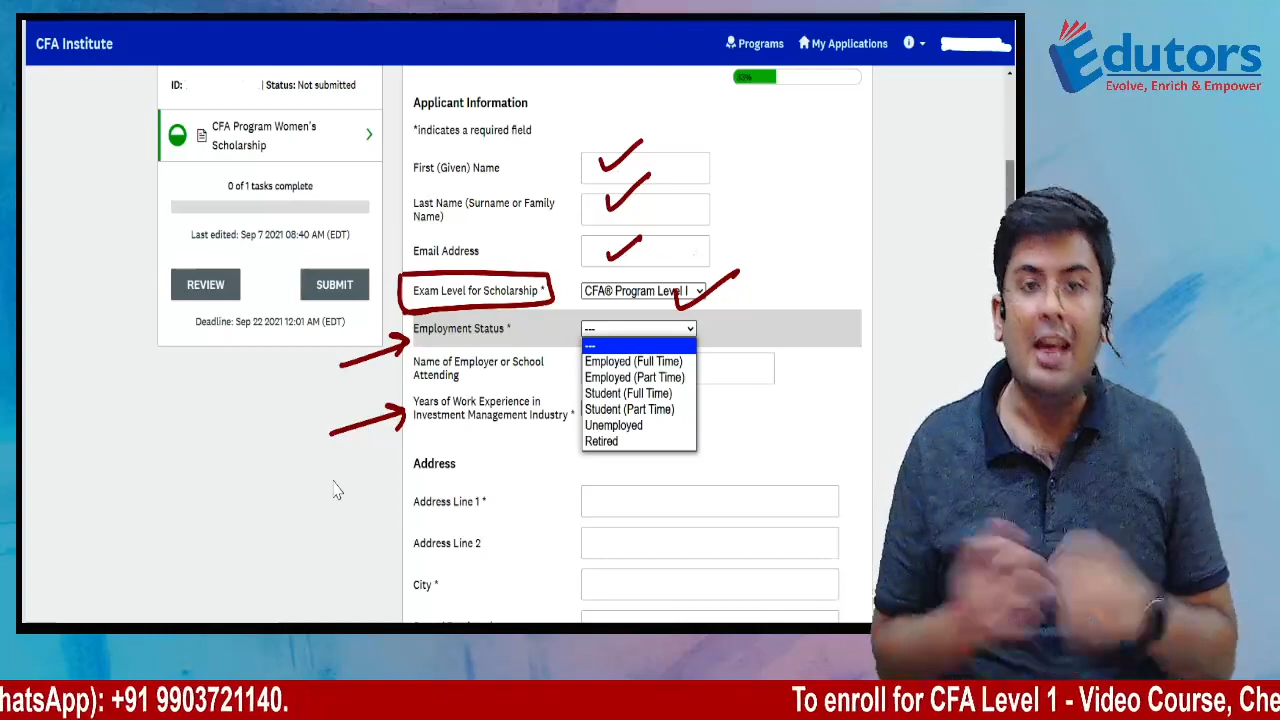 CFA Institute
Programs
My Applications
Edutors
Evolve, Enrich & Empower
ID:
Status: Not submitted
CFA Program Women's
Scholarship
0 of 1 tasks complete
Last edited: Sep 7 2021 08:40 AM (EDT)
REVIEW
SUBMIT
Deadline: Sep 22 2021 12:01 AM (EDT)
33%
Applicant Information
*indicates a required field
First (Given) Name
Last Name (Surname or Family
Name)
Email Address
Exam Level for Scholarship *
CFA® Program Level I
Employment Status *
---
---
Employed (Full Time)
Employed (Part Time)
Student (Full Time)
Student (Part Time)
Unemployed
Retired
Name of Employer or School
Attending
Years of Work Experience in
Investment Management Industry *
Address
Address Line 1 *
Address Line 2
City *
hatsApp): +91 9903721140.
To enroll for CFA Level 1 - Video Course, Che